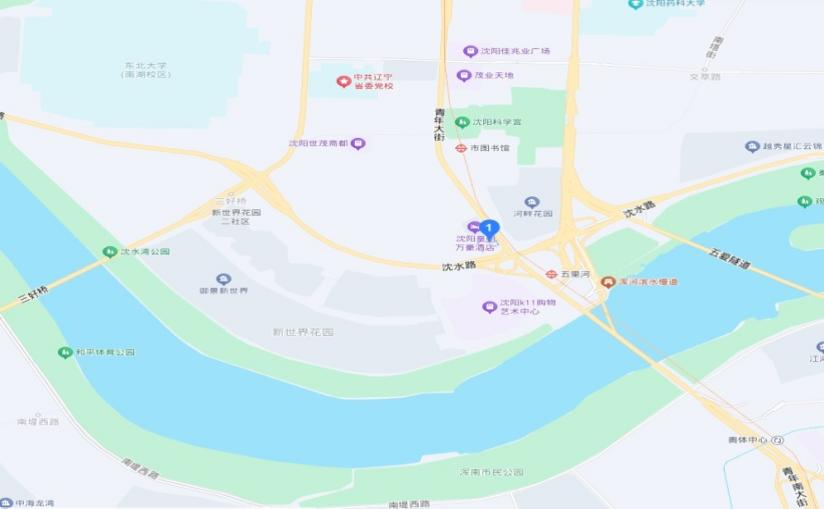 沈阳药科大学
南堤街
沈阳佳兆业广场
东北大学
(南湖校区)
茂业天地
文萃路
中共辽宁
省委党校
青年大街
沈阳科学宫
沈阳世茂商都
市图书馆
越秀星汇云锦
三好桥
新世界花园
二社区
河畔花园
沈水路
1
万豪酒店
沈水湾公园
沈水路
五爱隧道
五里河
浑河滨水慢道
御景新世界
三好桥
沈阳k11购物
艺术中心
新世界花园
和平体育公园
南堤西路
奥体中心
南堤西路
浑南市民公园
青年南大街
中海龙湾
南堤西路